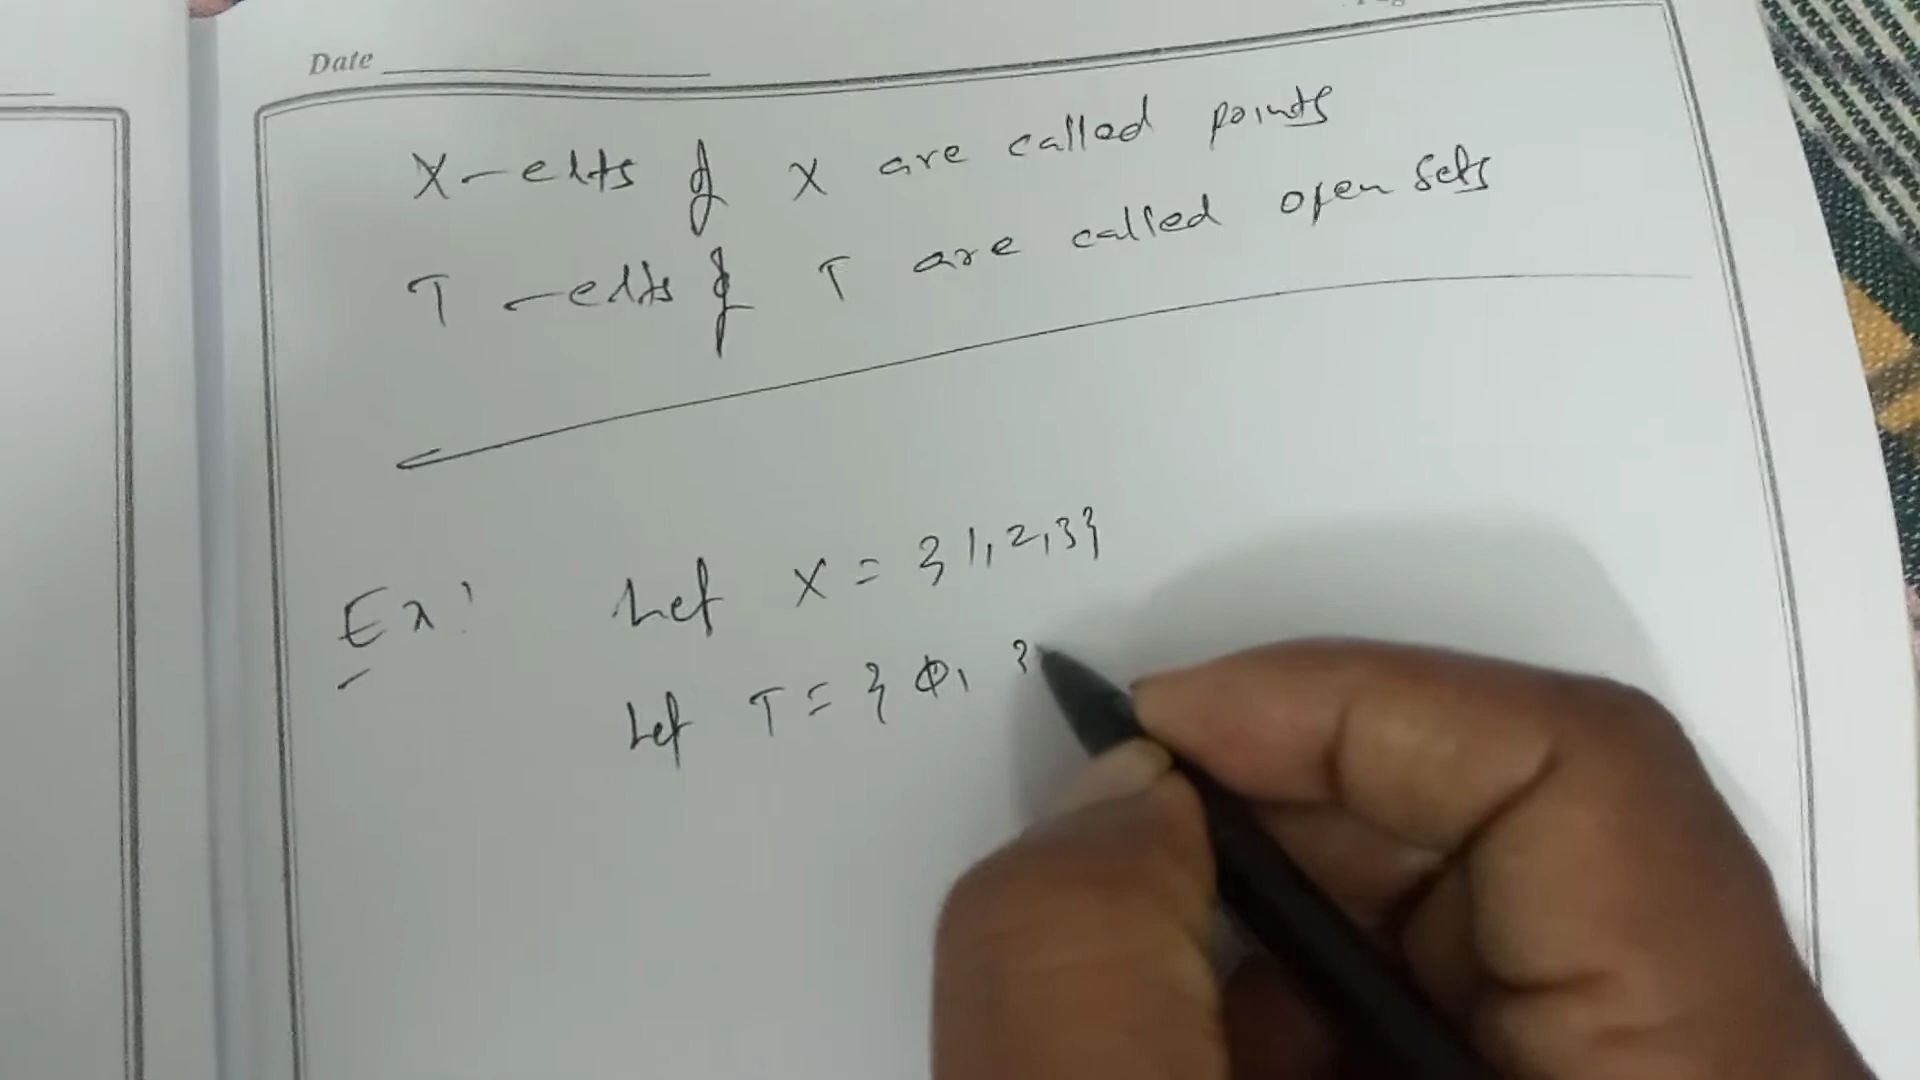 Date
X - elts of X are called points
T - elts of T are called open sets
Ex: Let X = {1,2,3}
Let T = { Φ, {